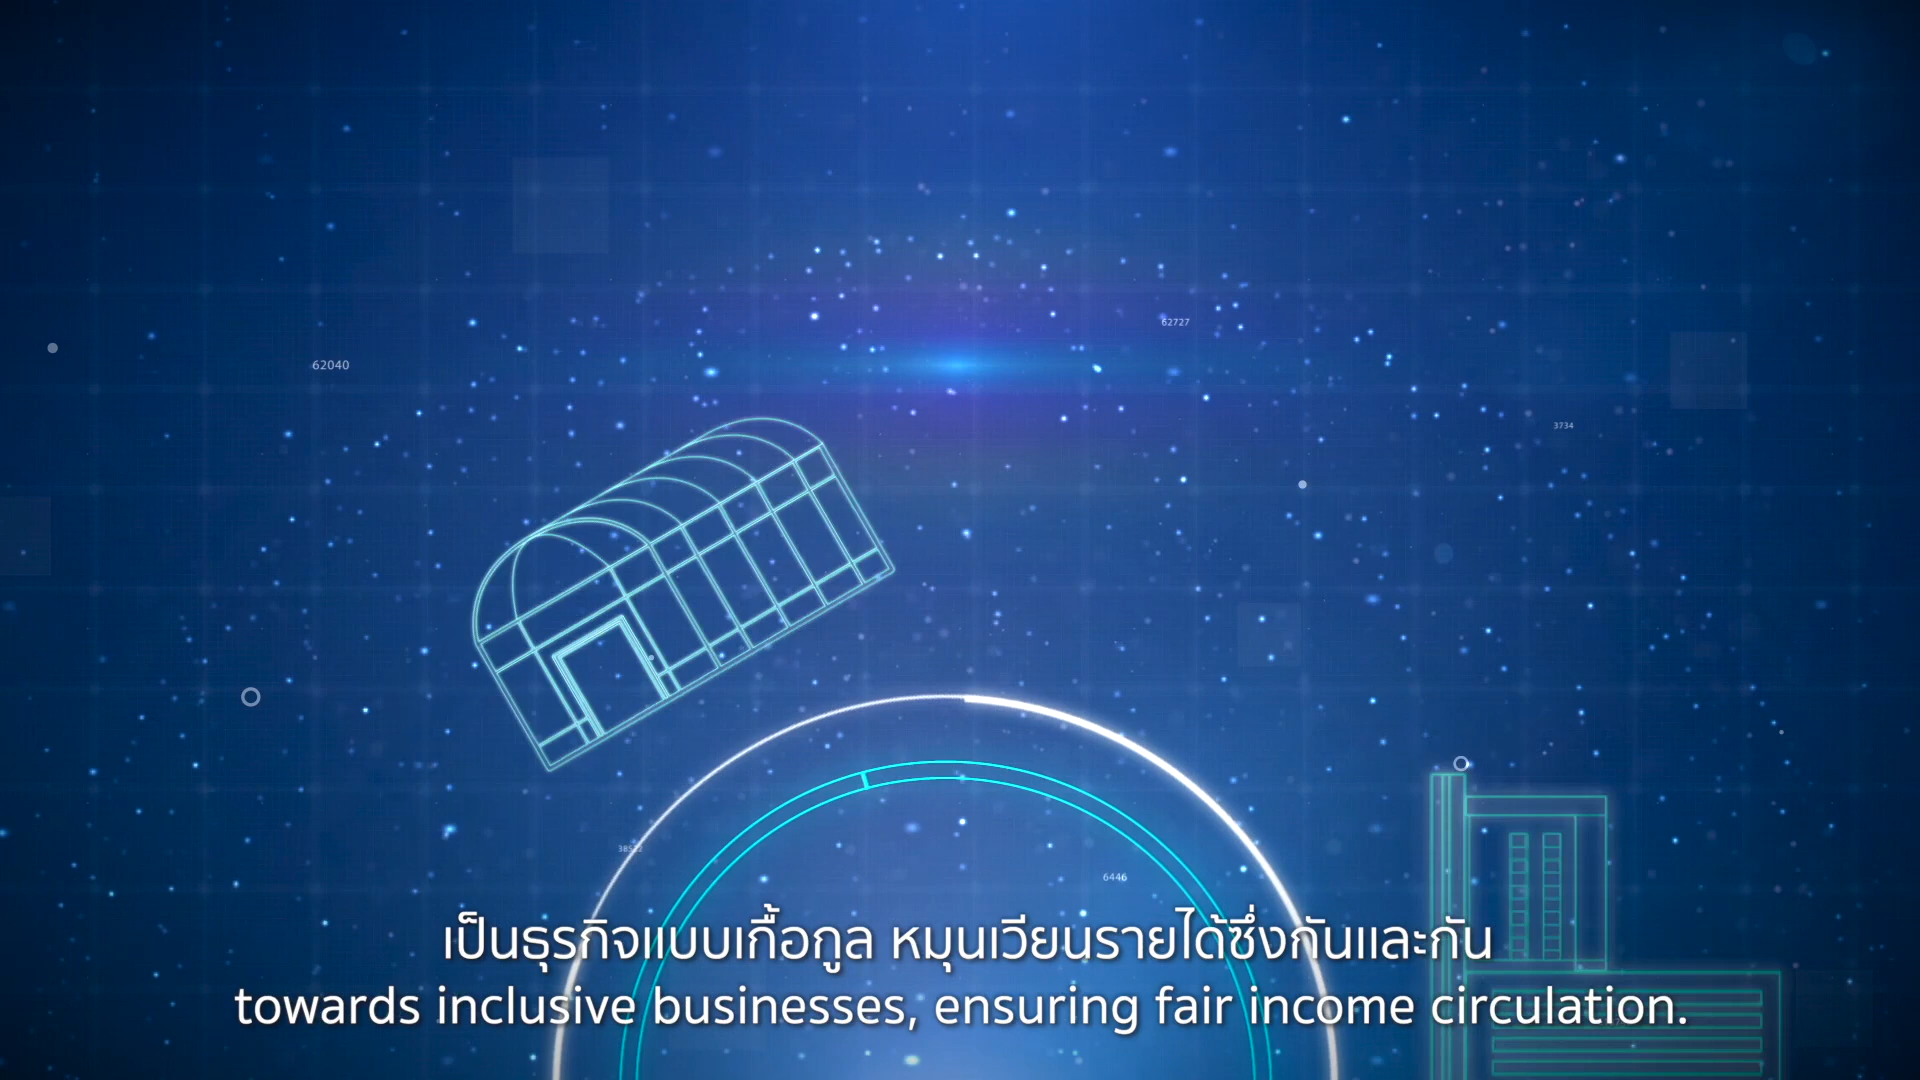 62727
62040
3734
6446
เป็นธุรกิจแบบเกื้อกูล หมุนเวียนรายได้ซึ่งกันและกัน
towards inclusive businesses, ensuring fair income circulation.